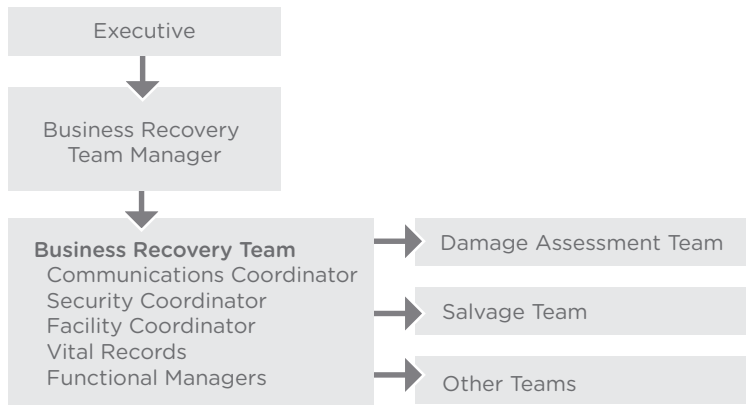 Executive
Business Recovery
Team Manager
Business Recovery Team
Communications Coordinator
Security Coordinator
Facility Coordinator
Vital Records
Functional Managers
Damage Assessment Team
Salvage Team
Other Teams